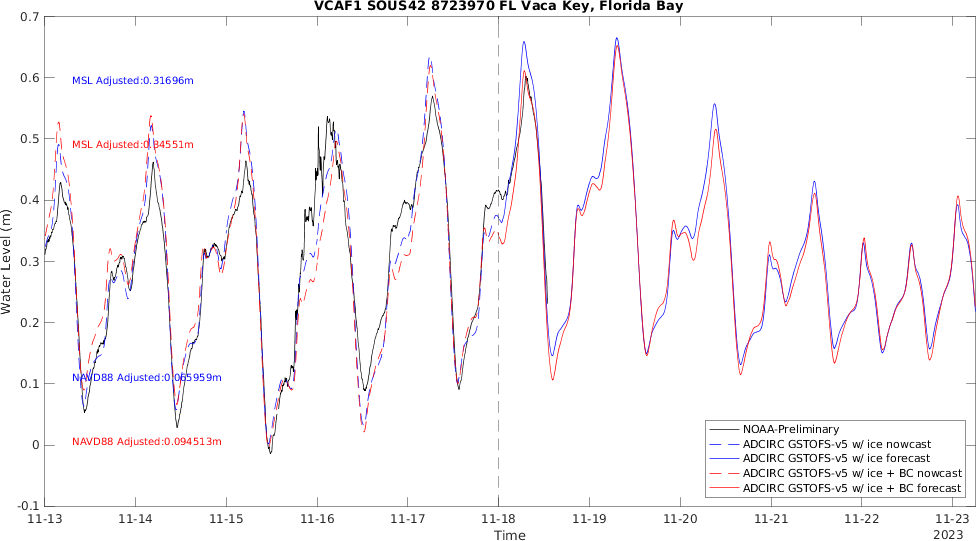 VCAF1 SOUS42 8723970 FL Vaca Key, Florida Bay
0.7
0.6
0.5
0.4
0.3
0.2
0.1
0
-0.1
Water Level (m)
MSL Adjusted:0.31696m
MSL Adjusted:0.34551m
NAVD88 Adjusted:0.065959m
NAVD88 Adjusted:0.094513m
NOAA-Preliminary
ADCIRC GSTOFS-v5 w/ ice nowcast
ADCIRC GSTOFS-v5 w/ ice forecast
ADCIRC GSTOFS-v5 w/ ice + BC nowcast
ADCIRC GSTOFS-v5 w/ ice + BC forecast
11-13 11-14 11-15 11-16 11-17 11-18 11-19 11-20 11-21 11-22 11-23
2023
Time